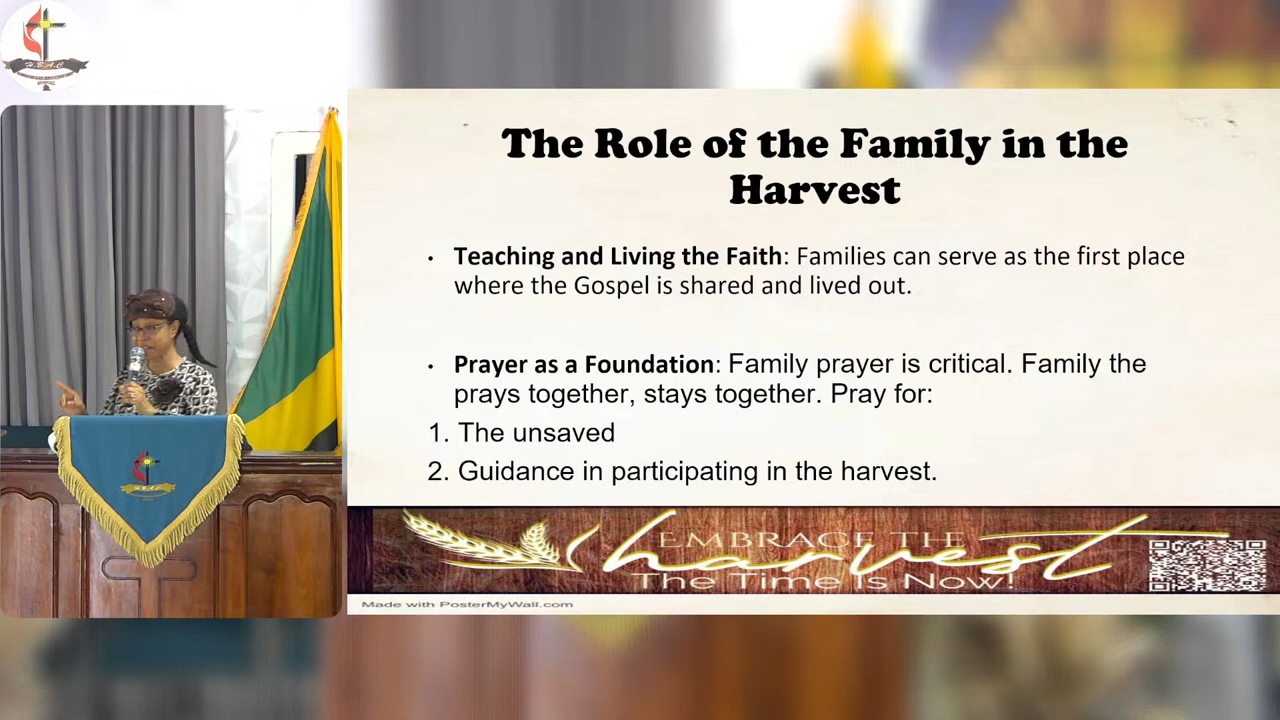 H.E.A.C
The Role of the Family in the
Harvest
• Teaching and Living the Faith: Families can serve as the first place
where the Gospel is shared and lived out.
• Prayer as a Foundation: Family prayer is critical. Family the
prays together, stays together. Pray for:
1. The unsaved
2. Guidance in participating in the harvest.
EMBRACE THE
harvest
The Time Is Now!
Made with PosterMyWall.com